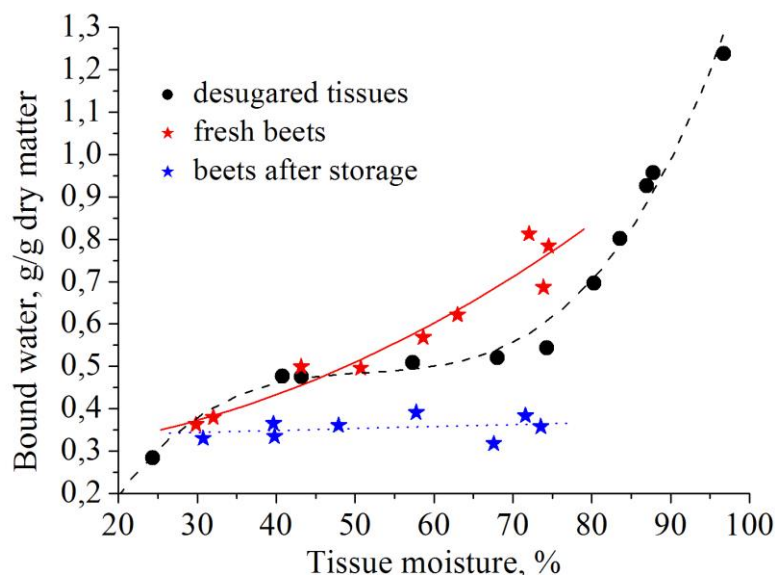 1,3
1,2
1,1
1,0
0,9
0,8
0,7
0,6
0,5
0,4
0,3
0,2
Bound water, g/g dry matter
desugared tissues
fresh beets
beets after storage
20 30 40 50 60 70 80 90 100
Tissue moisture, %